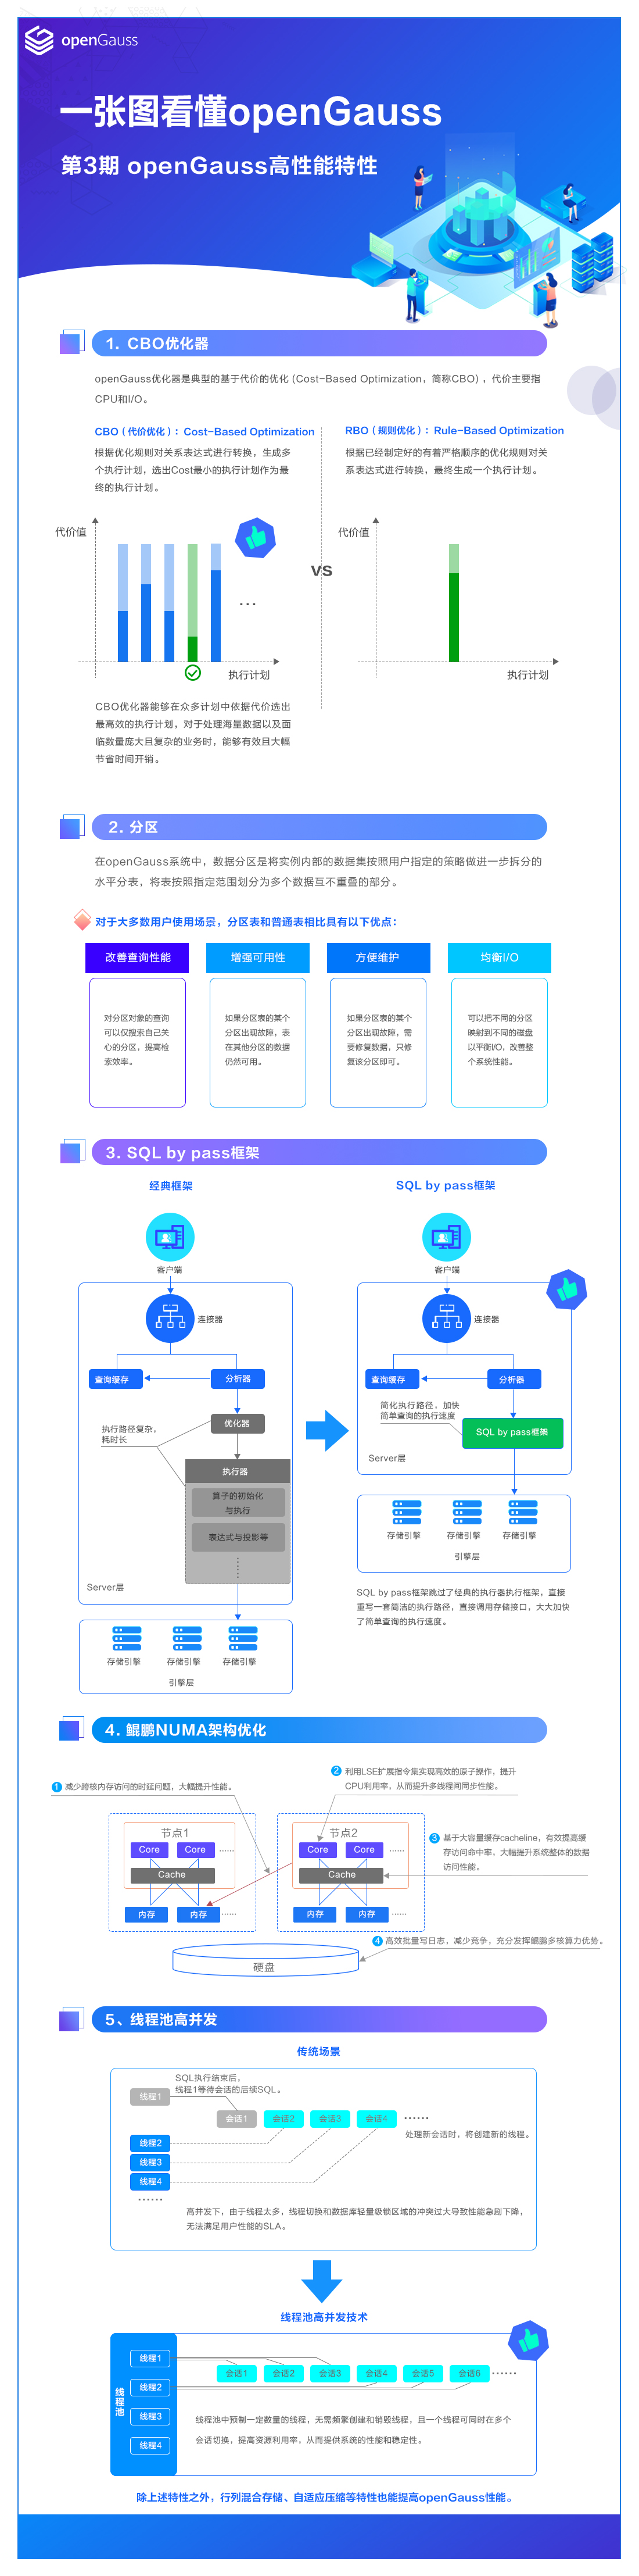 openGauss
一张图看懂openGauss
第3期 openGauss高性能特性
1. CBO优化器
openGauss优化器是典型的基于代价的优化 (Cost-Based Optimization，简称CBO) ，代价主要指
CPU和I/O。
CBO（代价优化）: Cost-Based Optimization
根据优化规则对关系表达式进行转换，生成多
个执行计划，选出Cost最小的执行计划作为最
终的执行计划。
RBO（规则优化）: Rule-Based Optimization
根据已经制定好的有着严格顺序的优化规则对关
系表达式进行转换，最终生成一个执行计划。
代价值
...
执行计划
VS
代价值
执行计划
CBO优化器能够在众多计划中依据代价选出
最高效的执行计划，对于处理海量数据以及面
临数量庞大且复杂的业务时，能够有效且大幅
节省时间开销。
2. 分区
在openGauss系统中，数据分区是将实例内部的数据集按照用户指定的策略做进一步拆分的
水平分表，将表按照指定范围划分为多个数据互不重叠的部分。
对于大多数用户使用场景，分区表和普通表相比具有以下优点：
改善查询性能
增强可用性
方便维护
均衡I/O
对分区对象的查询
可以仅搜索自己关
心的分区，提高检
索效率。
如果分区表的某个
分区出现故障，表
在其他分区的数据
仍然可用。
如果分区表的某个
分区出现故障，需
要修复数据，只修
复该分区即可。
可以把不同的分区
映射到不同的磁盘
以平衡I/O，改善整
个系统性能。
3. SQL by pass框架
经典框架
SQL by pass框架
客户端
连接器
查询缓存
分析器
优化器
执行路径复杂，
耗时长
执行器
算子的初始化
与执行
表达式与投影等
Server层
存储引擎
存储引擎
存储引擎
引擎层
客户端
连接器
查询缓存
分析器
简化执行路径，加快
简单查询的执行速度
SQL by pass框架
Server层
存储引擎
存储引擎
存储引擎
引擎层
SQL by pass框架跳过了经典的执行器执行框架，直接
重写一套简洁的执行路径，直接调用存储接口，大大加快
了简单查询的执行速度。
4. 鲲鹏NUMA架构优化
1 减少跨核内存访问的时延问题，大幅提升性能。
2 利用LSE扩展指令集实现高效的原子操作，提升
CPU利用率，从而提升多线程间同步性能。
3 基于大容量缓存cacheline，有效提高缓
存访问命中率，大幅提升系统整体的数据
访问性能。
4 高效批量写日志，减少竞争，充分发挥鲲鹏多核算力优势。
节点1
Core
Core
......
Cache
内存
内存
......
节点2
Core
Core
......
Cache
内存
内存
......
硬盘
5、线程池高并发
传统场景
SQL执行结束后，
线程1等待会话的后续SQL。
线程1
会话1
会话2
会话3
会话4
......
处理新会话时，将创建新的线程。
线程2
线程3
线程4
......
高并发下，由于线程太多，线程切换和数据库轻量级锁区域的冲突过大导致性能急剧下降，
无法满足用户性能的SLA。
线程池高并发技术
线程池
线程1
线程2
线程3
线程4
会话1
会话2
会话3
会话4
会话5
会话6
......
线程池中预制一定数量的线程，无需频繁创建和销毁线程，且一个线程可同时在多个
会话切换，提高资源利用率，从而提供系统的性能和稳定性。
除上述特性之外，行列混合存储、自适应压缩等特性也能提高openGauss性能。